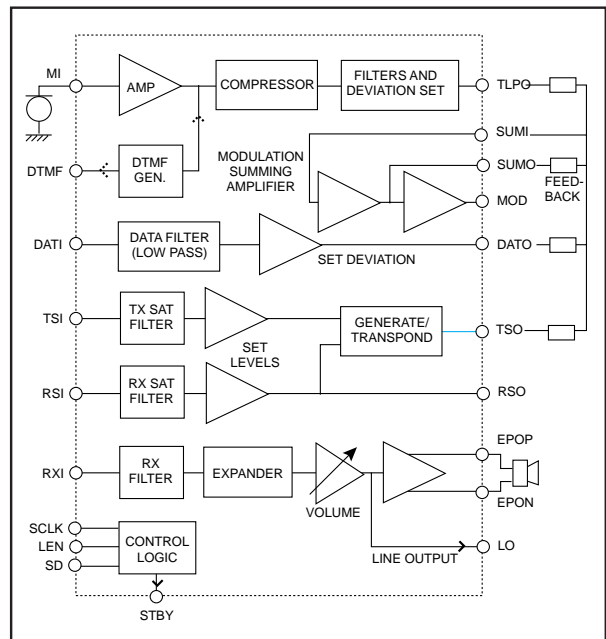 MI
AMP
COMPRESSOR
FILTERS AND
DEVIATION SET
TLPO
SUMI
DTMF
DTMF
GEN.
MODULATION
SUMMING
AMPLIFIER
SUMO
FEED-
BACK
MOD
DATI
DATA FILTER
(LOW PASS)
SET DEVIATION
DATO
TSI
TX SAT
FILTER
SET
LEVELS
GENERATE/
TRANSPOND
TSO
RSI
RX SAT
FILTER
RSO
RXI
RX
FILTER
EXPANDER
VOLUME
EPOP
EPON
SCLK
LEN
SD
CONTROL
LOGIC
LINE OUTPUT
LO
STBY